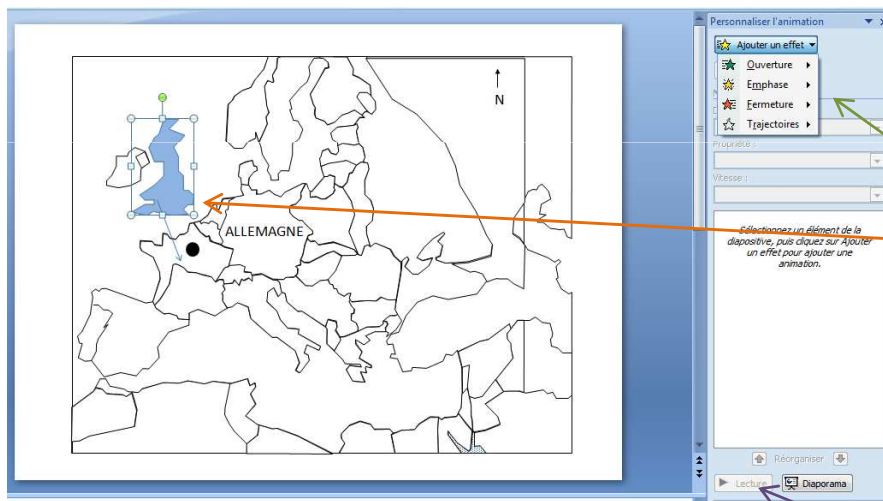 Personnaliser l'animation
Ajouter un effet
Ouverture
Emphase
Fermeture
Trajectoires
Propriété :
Vitesse :
N
ALLEMAGNE
Sélectionnez un élément de la
diapositive, puis cliquez sur Ajouter
un effet pour ajouter une
animation.
Réorganiser
Lecture
Diaporama